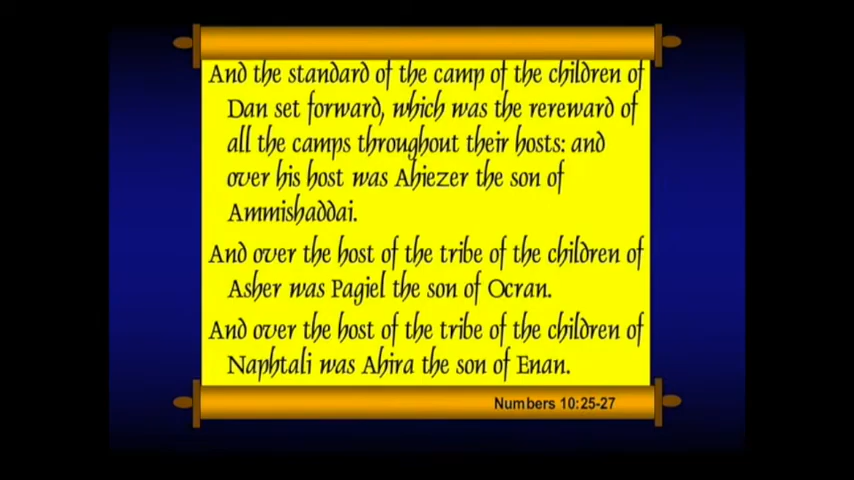 And the standard of the camp of the children of
Dan set forward, which was the rereward of
all the camps throughout their hosts: and
over his host was Ahiezer the son of
Ammishaddai.
And over the host of the tribe of the children of
Asher was Pagiel the son of Ocran.
And over the host of the tribe of the children of
Naphtali was Ahira the son of Enan.
Numbers 10:25-27